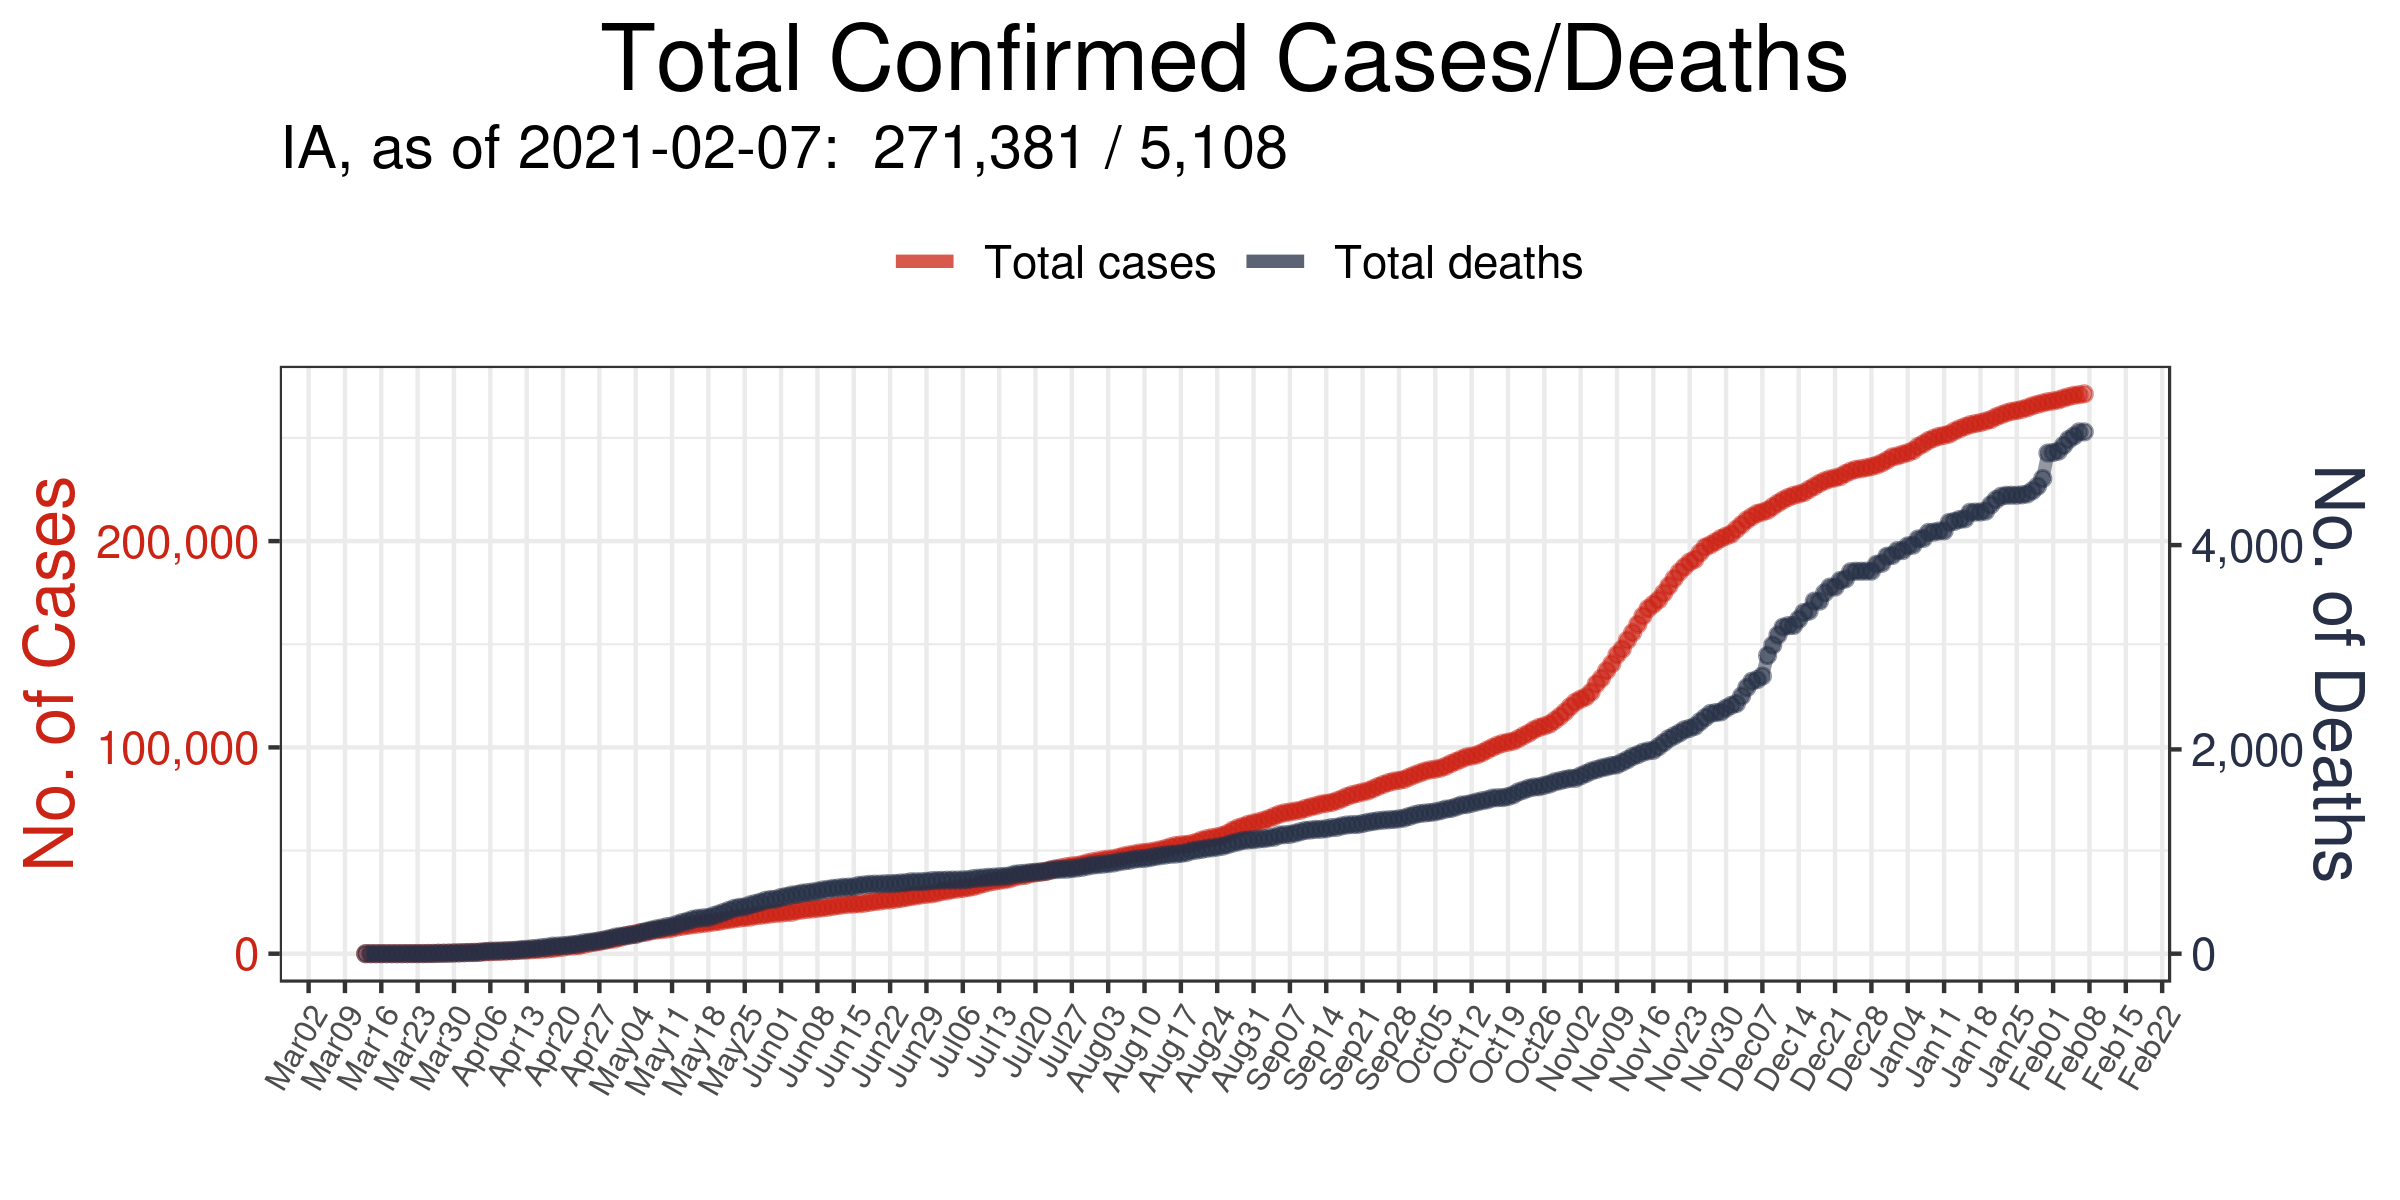 Total Confirmed Cases/Deaths
IA, as of 2021-02-07:  271,381 / 5,108
Total cases
Total deaths
No. of Cases
200,000
100,000
0
4,000
2,000
0
No. of Deaths
Mar02
Mar09
Mar16
Mar23
Mar30
Apr06
Apr13
Apr20
Apr27
May04
May11
May18
May25
Jun01
Jun08
Jun15
Jun22
Jun29
Jul06
Jul13
Jul20
Jul27
Aug03
Aug10
Aug17
Aug24
Aug31
Sep07
Sep14
Sep21
Sep28
Oct05
Oct12
Oct19
Oct26
Nov02
Nov09
Nov16
Nov23
Nov30
Dec07
Dec14
Dec21
Dec28
Jan04
Jan11
Jan18
Jan25
Feb01
Feb08
Feb15
Feb22